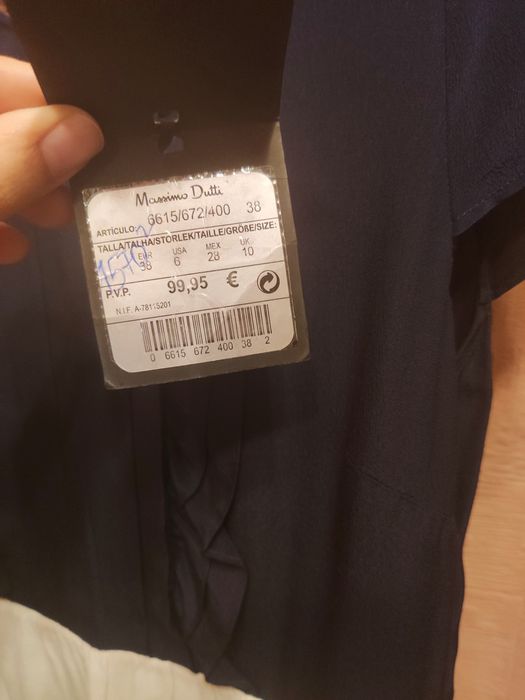 Massimo Dutti
ARTICULO: 6615/672/400 38
TALLA/TALHA/STORLEK/TAILLE/GRÖßE/SIZE:
EUR USA MEX UK
38 6 28 10
P.V.P. 99,95 €
N.I.F. A-78115201
0 6615 672 400 38 2